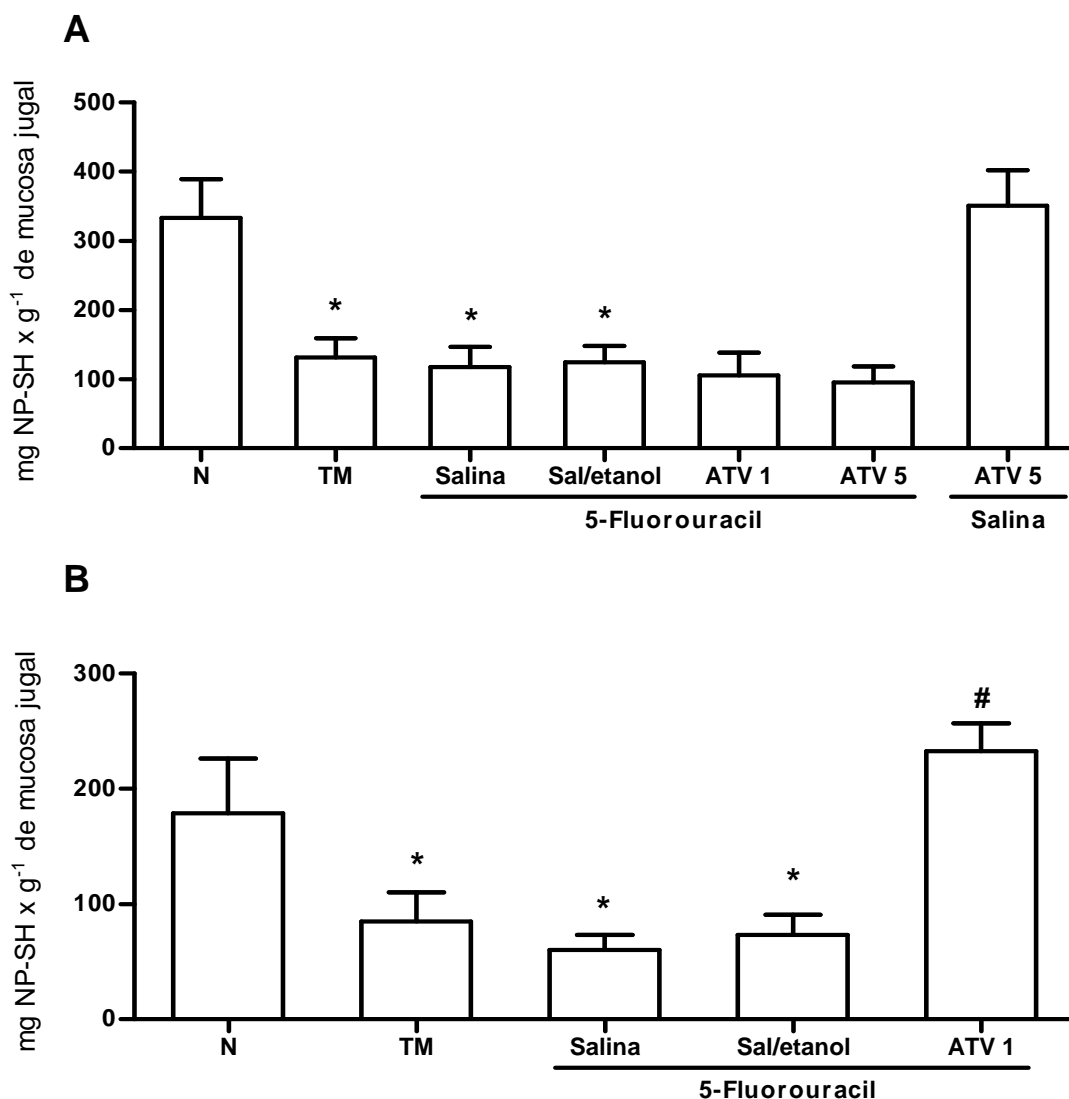 A
mg NP-SH x g⁻¹ de mucosa jugal
500
400
300
200
100
0
*
*
*
N TM Salina Sal/etanol ATV 1 ATV 5 ATV 5
5-Fluorouracil Salina
B
mg NP-SH x g⁻¹ de mucosa jugal
300
200
100
0
*
*
*
#
N TM Salina Sal/etanol ATV 1
5-Fluorouracil